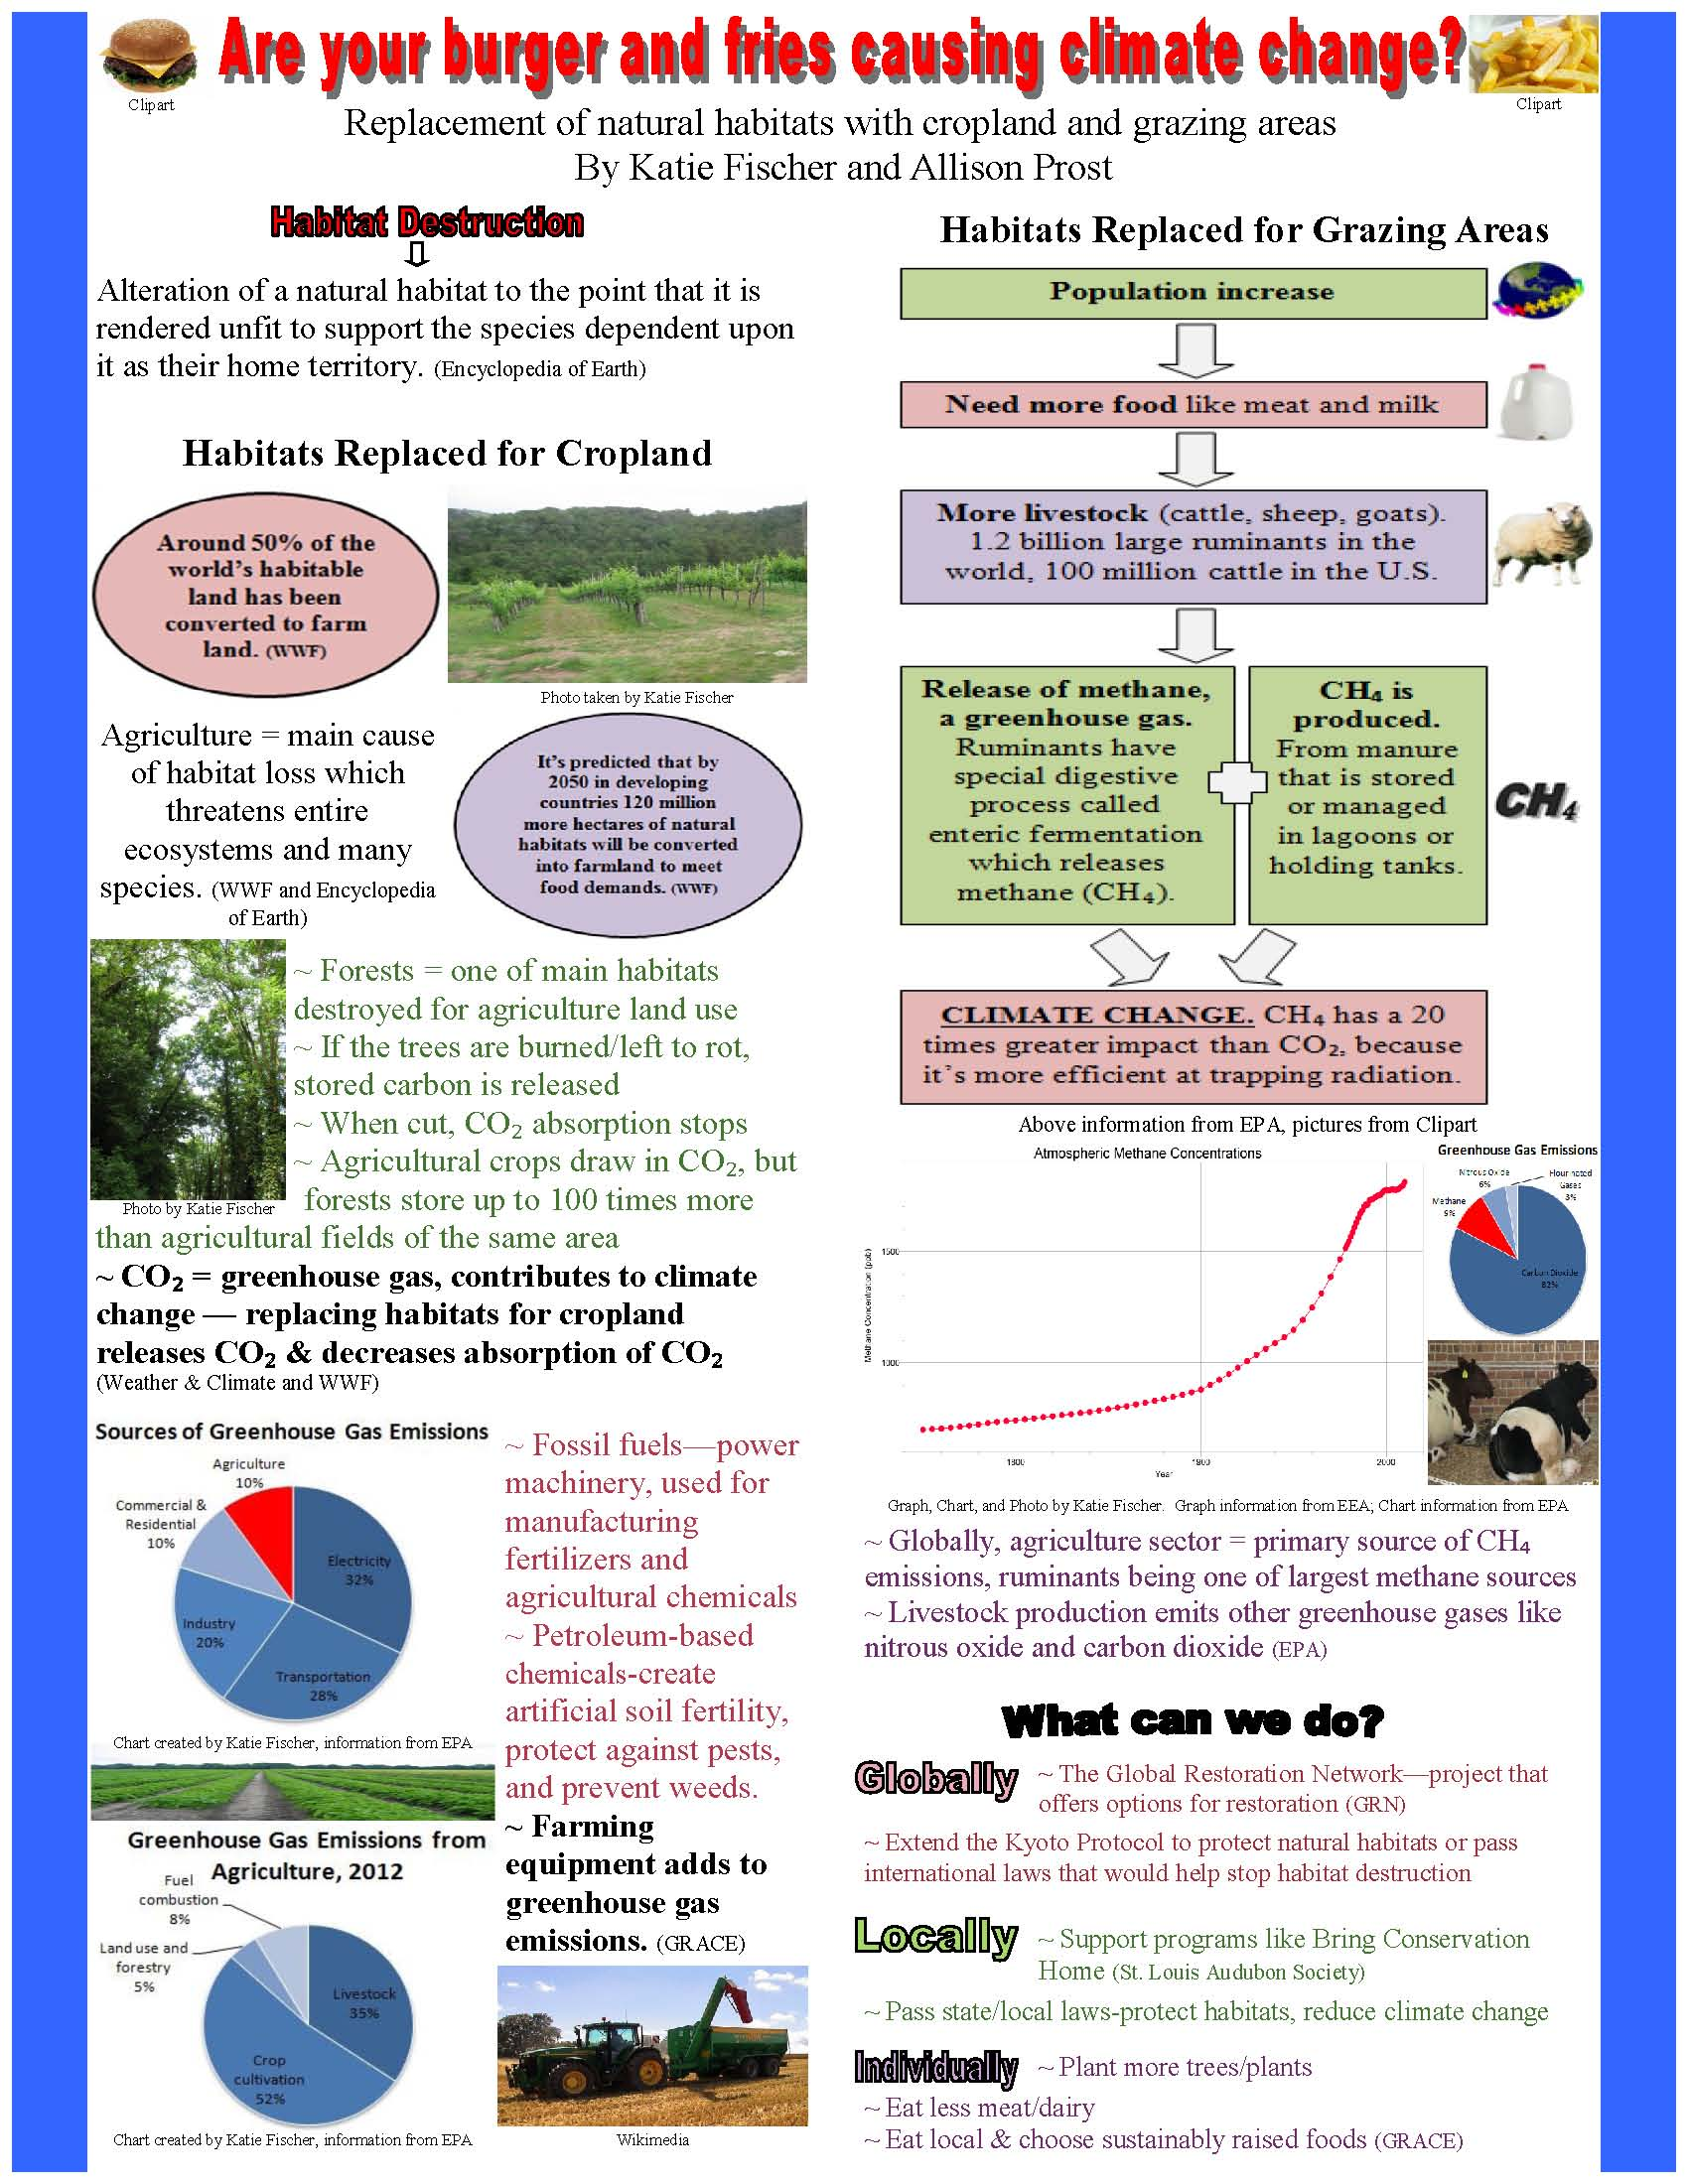 Are your burger and fries causing climate change?
Clipart
Clipart
Replacement of natural habitats with cropland and grazing areas
By Katie Fischer and Allison Prost
Habitat Destruction
Alteration of a natural habitat to the point that it is
rendered unfit to support the species dependent upon
it as their home territory. (Encyclopedia of Earth)
Habitats Replaced for Cropland
Around 50% of the
world's habitable
land has been
converted to farm
land. (WWF)
Photo taken by Katie Fischer
Agriculture = main cause
of habitat loss which
threatens entire
ecosystems and many
species. (WWF and Encyclopedia
of Earth)
It's predicted that by
2050 in developing
countries 120 million
more hectares of natural
habitats will be converted
into farmland to meet
food demands. (WWF)
~ Forests = one of main habitats
destroyed for agriculture land use
~ If the trees are burned/left to rot,
stored carbon is released
~ When cut, CO₂ absorption stops
~ Agricultural crops draw in CO₂, but
forests store up to 100 times more
Photo by Katie Fischer
than agricultural fields of the same area
~ CO₂ = greenhouse gas, contributes to climate
change — replacing habitats for cropland
releases CO₂ & decreases absorption of CO₂
(Weather & Climate and WWF)
Sources of Greenhouse Gas Emissions
Agriculture
10%
Commercial &
Residential
10%
Electricity
32%
Industry
20%
Transportation
28%
Chart created by Katie Fischer, information from EPA
~ Fossil fuels—power
machinery, used for
manufacturing
fertilizers and
agricultural chemicals
~ Petroleum-based
chemicals-create
artificial soil fertility,
protect against pests,
and prevent weeds.
~ Farming
equipment adds to
greenhouse gas
emissions. (GRACE)
Greenhouse Gas Emissions from
Agriculture, 2012
Fuel
combustion
8%
Land use and
forestry
5%
Livestock
35%
Crop
cultivation
52%
Chart created by Katie Fischer, information from EPA
Wikimedia
Habitats Replaced for Grazing Areas
Population increase
Need more food like meat and milk
More livestock (cattle, sheep, goats).
1.2 billion large ruminants in the
world, 100 million cattle in the U.S.
Release of methane,
a greenhouse gas.
Ruminants have
special digestive
process called
enteric fermentation
which releases
methane (CH₄).
CH₄ is
produced.
From manure
that is stored
or managed
in lagoons or
holding tanks.
CH₄
CLIMATE CHANGE. CH₄ has a 20
times greater impact than CO₂, because
it's more efficient at trapping radiation.
Above information from EPA, pictures from Clipart
Atmospheric Methane Concentrations
Methane Concentration (ppb)
1500
1000
1800
1900
2000
Year
Greenhouse Gas Emissions
Nitrous Oxide
6%
Flourinated
Gases
3%
Methane
9%
Carbon Dioxide
82%
Graph, Chart, and Photo by Katie Fischer. Graph information from EEA; Chart information from EPA
~ Globally, agriculture sector = primary source of CH₄
emissions, ruminants being one of largest methane sources
~ Livestock production emits other greenhouse gases like
nitrous oxide and carbon dioxide (EPA)
What can we do?
Globally
~ The Global Restoration Network—project that
offers options for restoration (GRN)
~ Extend the Kyoto Protocol to protect natural habitats or pass
international laws that would help stop habitat destruction
Locally
~ Support programs like Bring Conservation
Home (St. Louis Audubon Society)
~ Pass state/local laws-protect habitats, reduce climate change
Individually
~ Plant more trees/plants
~ Eat less meat/dairy
~ Eat local & choose sustainably raised foods (GRACE)